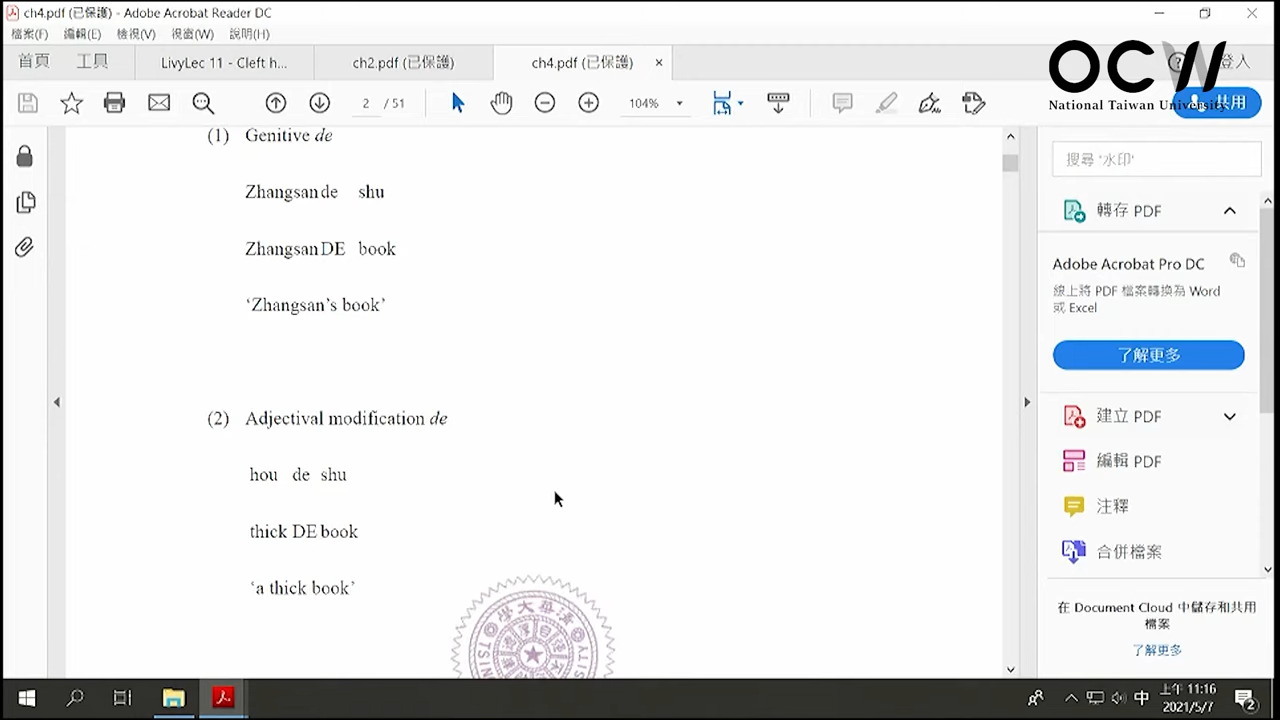 ch4.pdf (已保護) - Adobe Acrobat Reader DC
檔案(F) 編輯(E) 檢視(V) 視窗(W) 說明(H)
首頁 工具 LivyLec 11 - Cleft h... ch2.pdf (已保護) ch4.pdf (已保護) × 登入
OCW
National Taiwan University
共用
2 / 51 104%
(1) Genitive de
Zhangsan de shu
Zhangsan DE book
‘Zhangsan’s book’
(2) Adjectival modification de
hou de shu
thick DE book
‘a thick book’
學大華清
TSIN
搜尋 '水印'
轉存 PDF
Adobe Acrobat Pro DC
線上將 PDF 檔案轉換為 Word
或 Excel
了解更多
建立 PDF
編輯 PDF
注釋
合併檔案
在 Document Cloud 中儲存和共用
檔案
了解更多
中
上午 11:16
2021/5/7
2